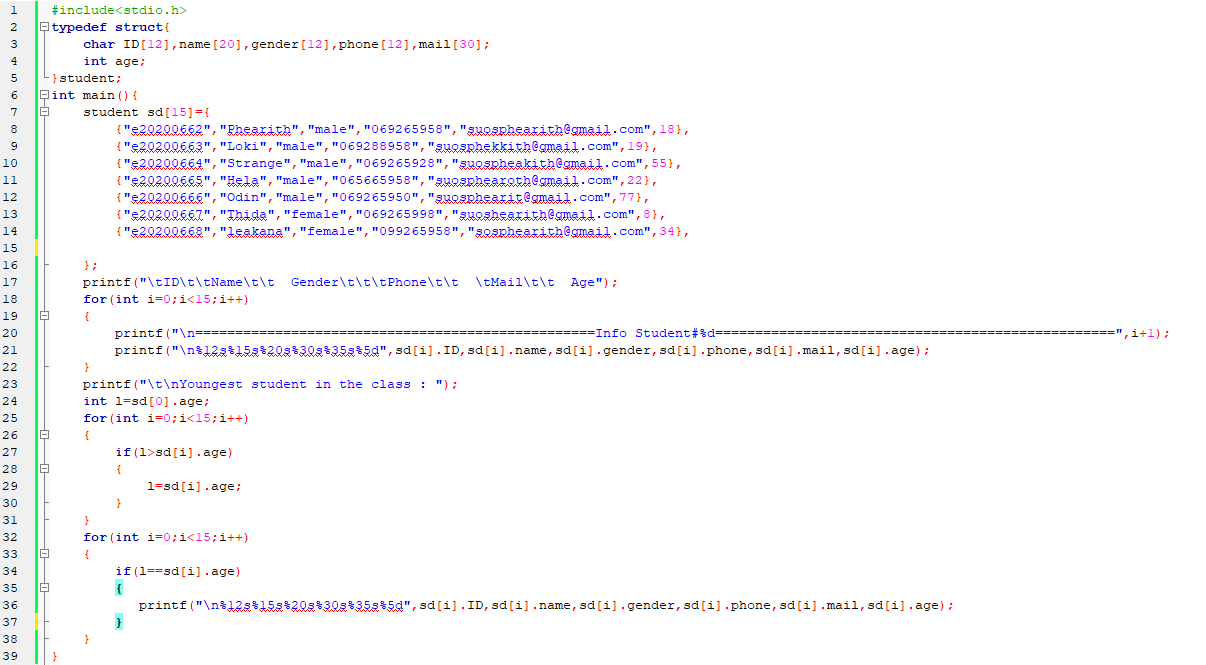 1 #include<stdio.h>
2 typedef struct{
3     char ID[12],name[20],gender[12],phone[12],mail[30];
4     int age;
5 }student;
6 int main(){
7     student sd[15]={
8         {"e20200662","Phearith","male","069265958","suosphearith@gmail.com",18},
9         {"e20200663","Loki","male","069288958","suosphekkith@gmail.com",19},
10         {"e20200664","Strange","male","069265928","suospheakith@gmail.com",55},
11         {"e20200665","Hela","male","065665958","suosphearoth@gmail.com",22},
12         {"e20200666","Odin","male","069265950","suosphearit@gmail.com",77},
13         {"e20200667","Thida","female","069265998","suoshearith@gmail.com",8},
14         {"e20200668","leakana","female","099265958","sosphearith@gmail.com",34},
15
16     };
17     printf("\tID\t\tName\t\t  Gender\t\t\tPhone\t\t  \tMail\t\t  Age");
18     for(int i=0;i<15;i++)
19     {
20         printf("\n==================================================Info Student#%d==================================================",i+1);
21         printf("\n%12s%15s%20s%30s%35s%5d",sd[i].ID,sd[i].name,sd[i].gender,sd[i].phone,sd[i].mail,sd[i].age);
22     }
23     printf("\t\nYoungest student in the class : ");
24     int l=sd[0].age;
25     for(int i=0;i<15;i++)
26     {
27         if(l>sd[i].age)
28         {
29             l=sd[i].age;
30         }
31     }
32     for(int i=0;i<15;i++)
33     {
34         if(l==sd[i].age)
35         {
36            printf("\n%12s%15s%20s%30s%35s%5d",sd[i].ID,sd[i].name,sd[i].gender,sd[i].phone,sd[i].mail,sd[i].age);
37         }
38     }
39 }